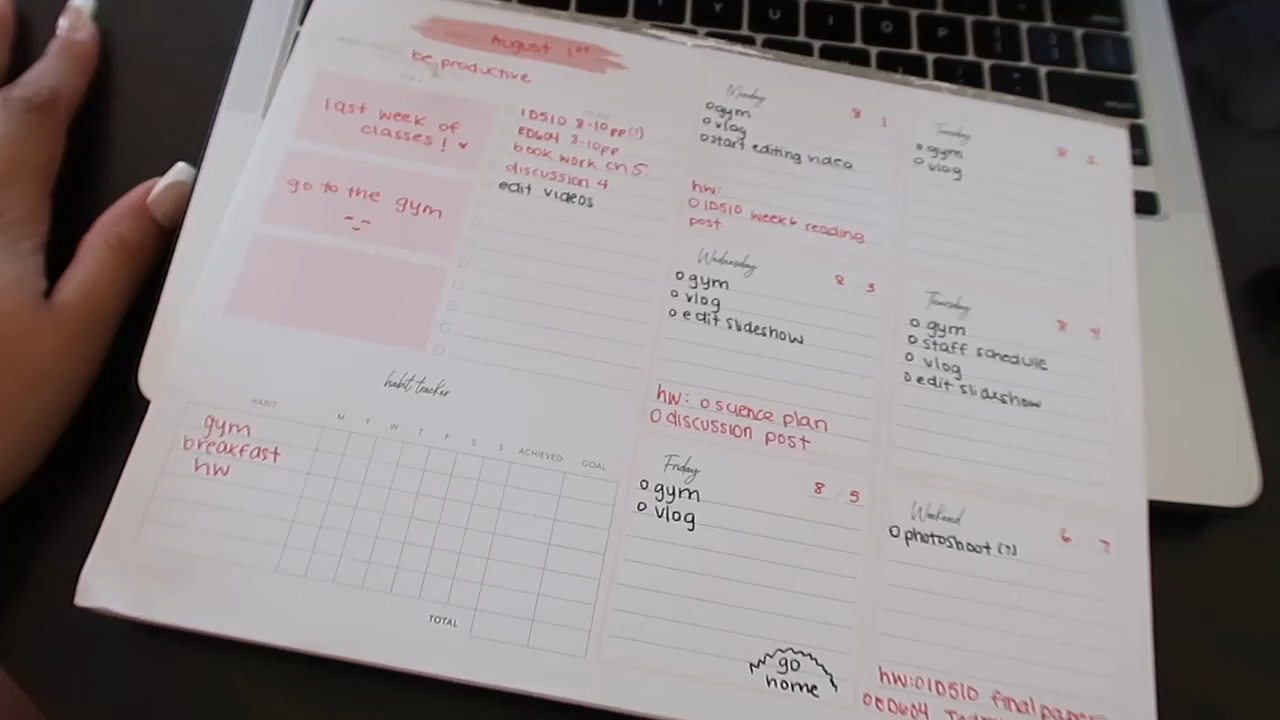 August 1st
be productive
last week of
classes!
go to the gym
IDS10 8-10pp(?)
ED604 8-10pp
book work ch 5.
discussion 4
edit videos
habit tracker
HABIT M T W T F S S ACHIEVED GOAL
gym
breakfast
hw
TOTAL
Monday 8 1
gym
vlog
start editing video
hw:
IDS10 week 6 reading
post
Tuesday 8 2
gym
vlog
Wednesday 8 / 3
gym
vlog
edit slideshow
hw: science plan
discussion post
Thursday 8 4
gym
staff schedule
vlog
edit slideshow
Friday 8 / 5
gym
vlog
go
home
Weekend 6 7
photoshoot (?)
hw: IDS10 final paper
ED604
Y U I O P